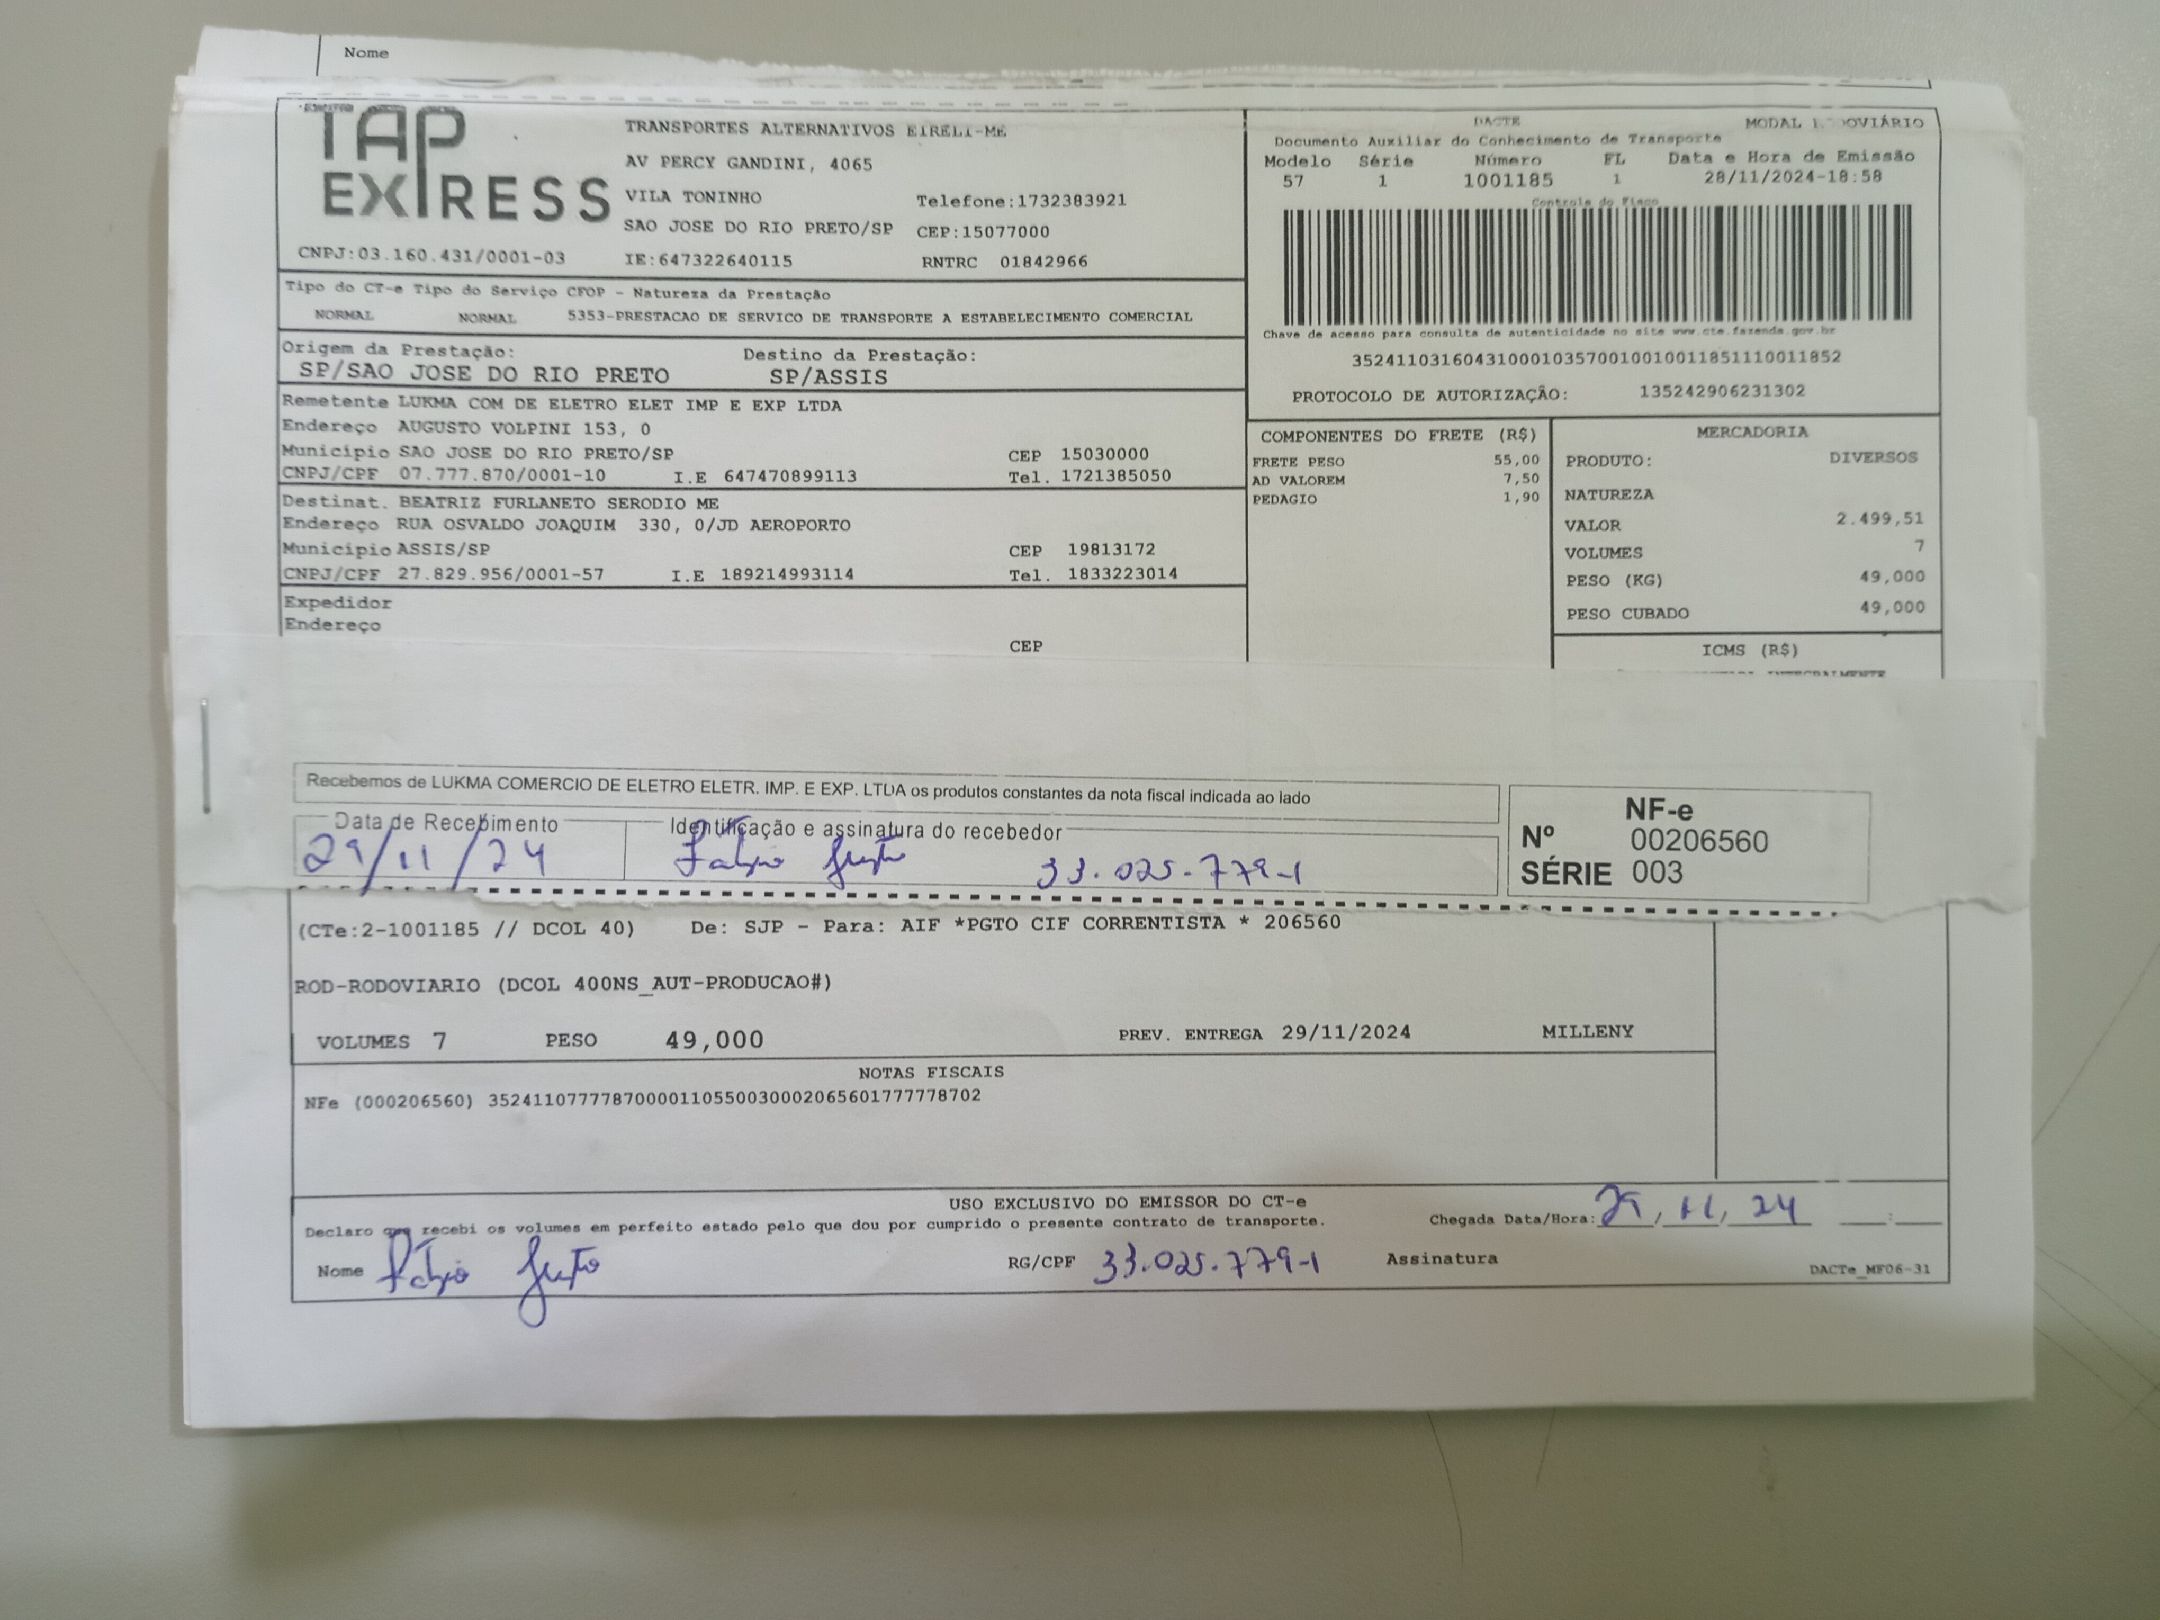 Nome
TAP EXPRESS
TRANSPORTES ALTERNATIVOS EIRELI-ME
AV PERCY GANDINI, 4065
VILA TONINHO Telefone:1732383921
SAO JOSE DO RIO PRETO/SP CEP:15077000
CNPJ:03.160.431/0001-03 IE:647322640115 RNTRC 01842966
DACTE MODAL
Documento Auxiliar do Conhecimento de Transporte
Modelo Série Número FL Data e Hora de Emissão
57 1 1001185 1 28/11/2024-18:58
Controle do Fisco
Chave de acesso para consulta de autenticidade no site www.cte.fazenda.gov.br
35241103160431000103570010010011851110011852
PROTOCOLO DE AUTORIZAÇÃO: 135242906231302
Tipo do CT-e Tipo do Serviço CFOP - Natureza da Prestação
NORMAL NORMAL 5353-PRESTACAO DE SERVICO DE TRANSPORTE A ESTABELECIMENTO COMERCIAL
Origem da Prestação: Destino da Prestação:
SP/SAO JOSE DO RIO PRETO SP/ASSIS
Remetente LUKMA COM DE ELETRO ELET IMP E EXP LTDA
Endereço AUGUSTO VOLPINI 153, 0
Município SAO JOSE DO RIO PRETO/SP CEP 15030000
CNPJ/CPF 07.777.870/0001-10 I.E 647470899113 Tel. 1721385050
Destinat. BEATRIZ FURLANETO SERODIO ME
Endereço RUA OSVALDO JOAQUIM 330, 0/JD AEROPORTO
Município ASSIS/SP CEP 19813172
CNPJ/CPF 27.829.956/0001-57 I.E 189214993114 Tel. 1833223014
Expedidor
Endereço
CEP
COMPONENTES DO FRETE (R$)
FRETE PESO 55,00
AD VALOREM 7,50
PEDAGIO 1,90
MERCADORIA
PRODUTO: DIVERSOS
NATUREZA
VALOR 2.499,51
VOLUMES 7
PESO (KG) 49,000
PESO CUBADO 49,000
ICMS (R$)
Recebemos de LUKMA COMERCIO DE ELETRO ELETR. IMP. E EXP. LTDA os produtos constantes da nota fiscal indicada ao lado
Data de Recebimento Identificação e assinatura do recebedor
29/11/24 33.025.779-1
NF-e
Nº 00206560
SÉRIE 003
(CTe:2-1001185 // DCOL 40) De: SJP - Para: AIF *PGTO CIF CORRENTISTA * 206560
ROD-RODOVIARIO (DCOL 400NS_AUT-PRODUCAO#)
VOLUMES 7 PESO 49,000 PREV. ENTREGA 29/11/2024 MILLENY
NOTAS FISCAIS
NFe (000206560) 35241107777870000110550030002065601777778702
USO EXCLUSIVO DO EMISSOR DO CT-e
Declaro que recebi os volumes em perfeito estado pelo que dou por cumprido o presente contrato de transporte. Chegada Data/Hora: 29/11/24 __:__
Nome RG/CPF 33.025.779-1 Assinatura
DACTe_MF06-31